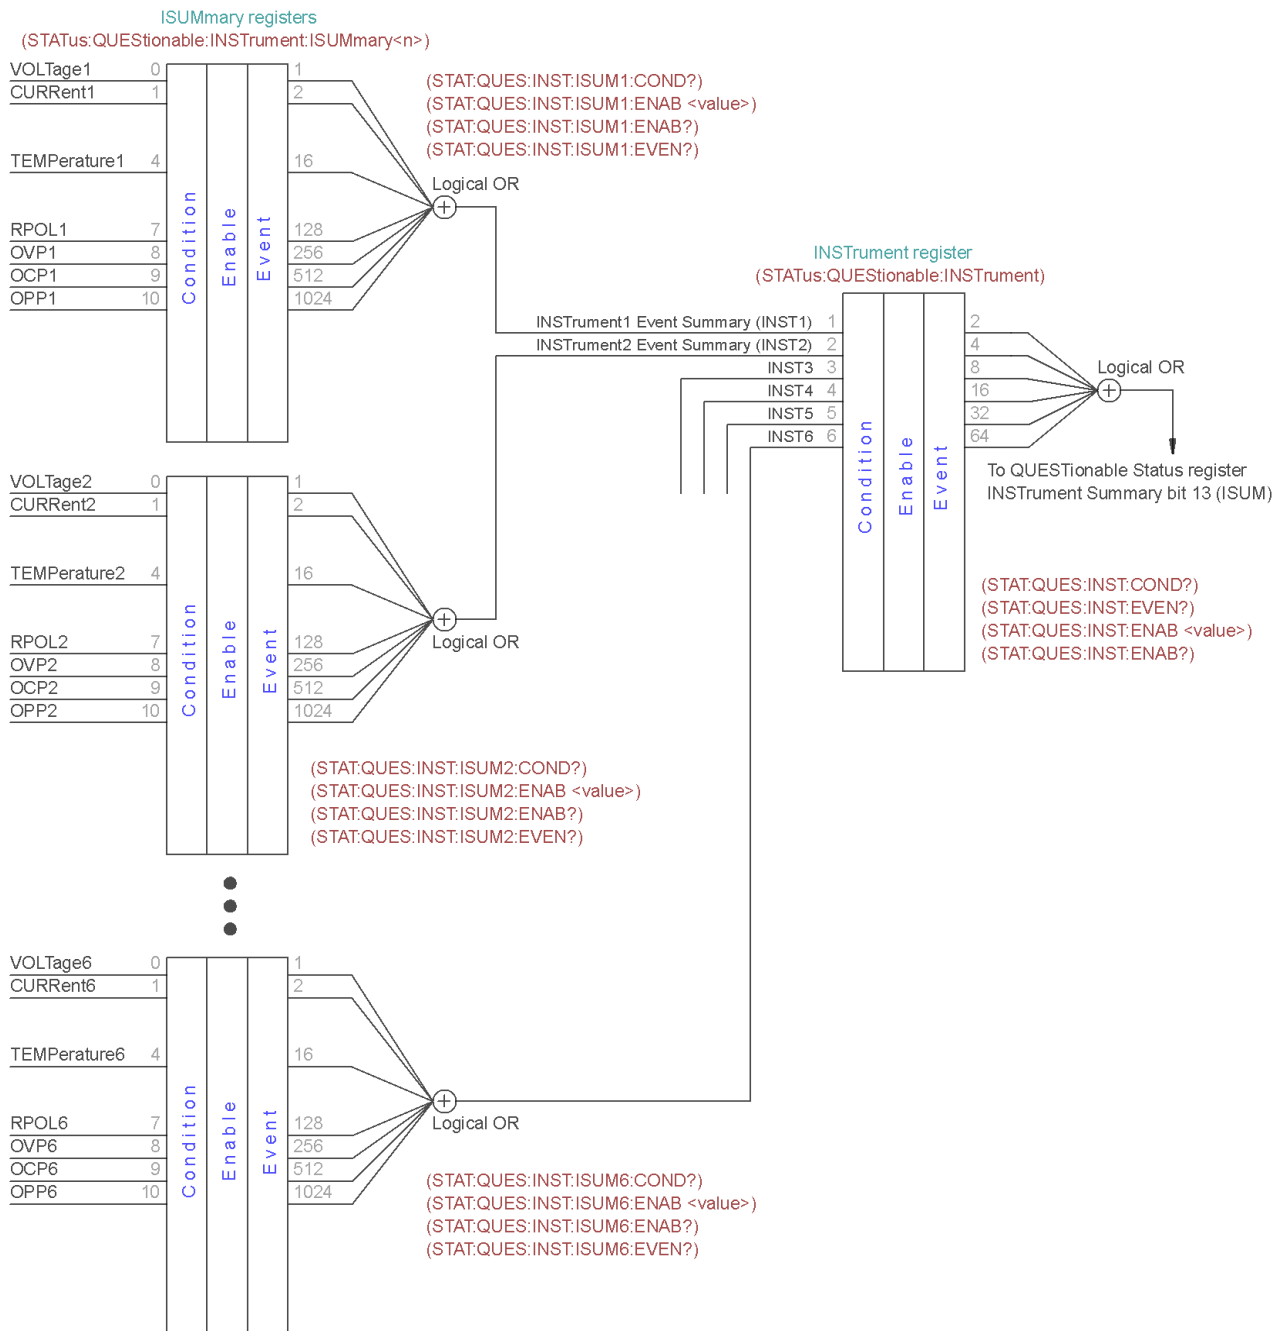 ISUMmary registers
(STATus:QUEStionable:INSTrument:ISUMmary<n>)
VOLTage1 0 1
CURRent1 1 2
TEMPerature1 4 16
RPOL1 7 128
OVP1 8 256
OCP1 9 512
OPP1 10 1024
Condition
Enable
Event
(STAT:QUES:INST:ISUM1:COND?)
(STAT:QUES:INST:ISUM1:ENAB <value>)
(STAT:QUES:INST:ISUM1:ENAB?)
(STAT:QUES:INST:ISUM1:EVEN?)
Logical OR
INSTrument register
(STATus:QUEStionable:INSTrument)
INSTrument1 Event Summary (INST1) 1 2
INSTrument2 Event Summary (INST2) 2 4
INST3 3 8
INST4 4 16
INST5 5 32
INST6 6 64
Condition
Enable
Event
Logical OR
To QUESTionable Status register
INSTrument Summary bit 13 (ISUM)
(STAT:QUES:INST:COND?)
(STAT:QUES:INST:EVEN?)
(STAT:QUES:INST:ENAB <value>)
(STAT:QUES:INST:ENAB?)
VOLTage2 0 1
CURRent2 1 2
TEMPerature2 4 16
RPOL2 7 128
OVP2 8 256
OCP2 9 512
OPP2 10 1024
Condition
Enable
Event
Logical OR
(STAT:QUES:INST:ISUM2:COND?)
(STAT:QUES:INST:ISUM2:ENAB <value>)
(STAT:QUES:INST:ISUM2:ENAB?)
(STAT:QUES:INST:ISUM2:EVEN?)
VOLTage6 0 1
CURRent6 1 2
TEMPerature6 4 16
RPOL6 7 128
OVP6 8 256
OCP6 9 512
OPP6 10 1024
Condition
Enable
Event
Logical OR
(STAT:QUES:INST:ISUM6:COND?)
(STAT:QUES:INST:ISUM6:ENAB <value>)
(STAT:QUES:INST:ISUM6:ENAB?)
(STAT:QUES:INST:ISUM6:EVEN?)